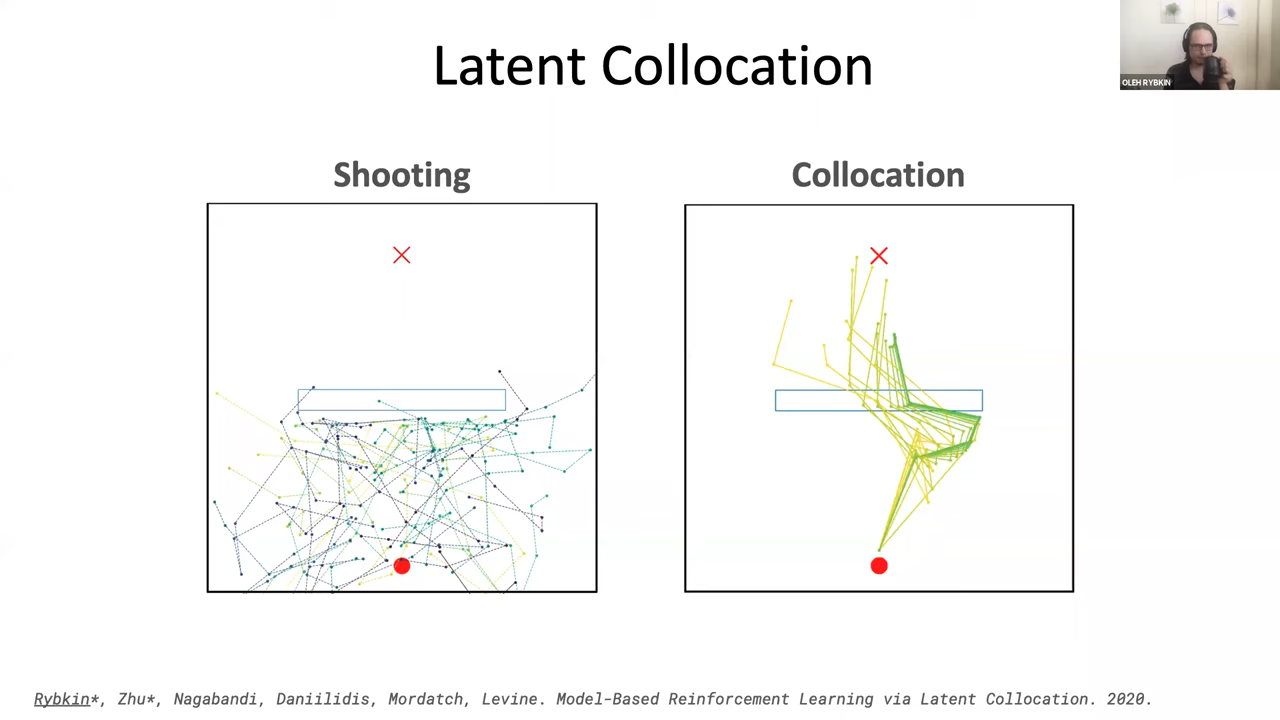 Latent Collocation
OLEH RYBKIN
Shooting
Collocation
Rybkin*, Zhu*, Nagabandi, Daniilidis, Mordatch, Levine. Model-Based Reinforcement Learning via Latent Collocation. 2020.